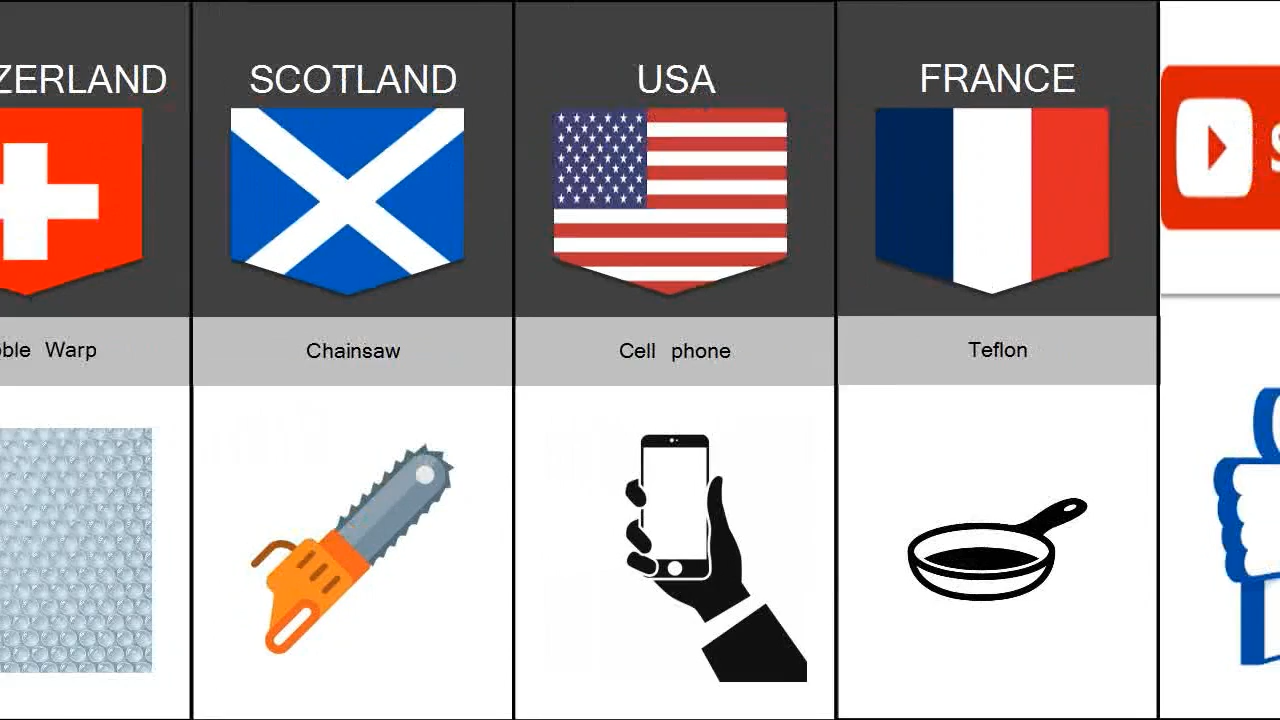 ZERLAND
SCOTLAND
USA
FRANCE
ble Warp
Chainsaw
Cell phone
Teflon
S